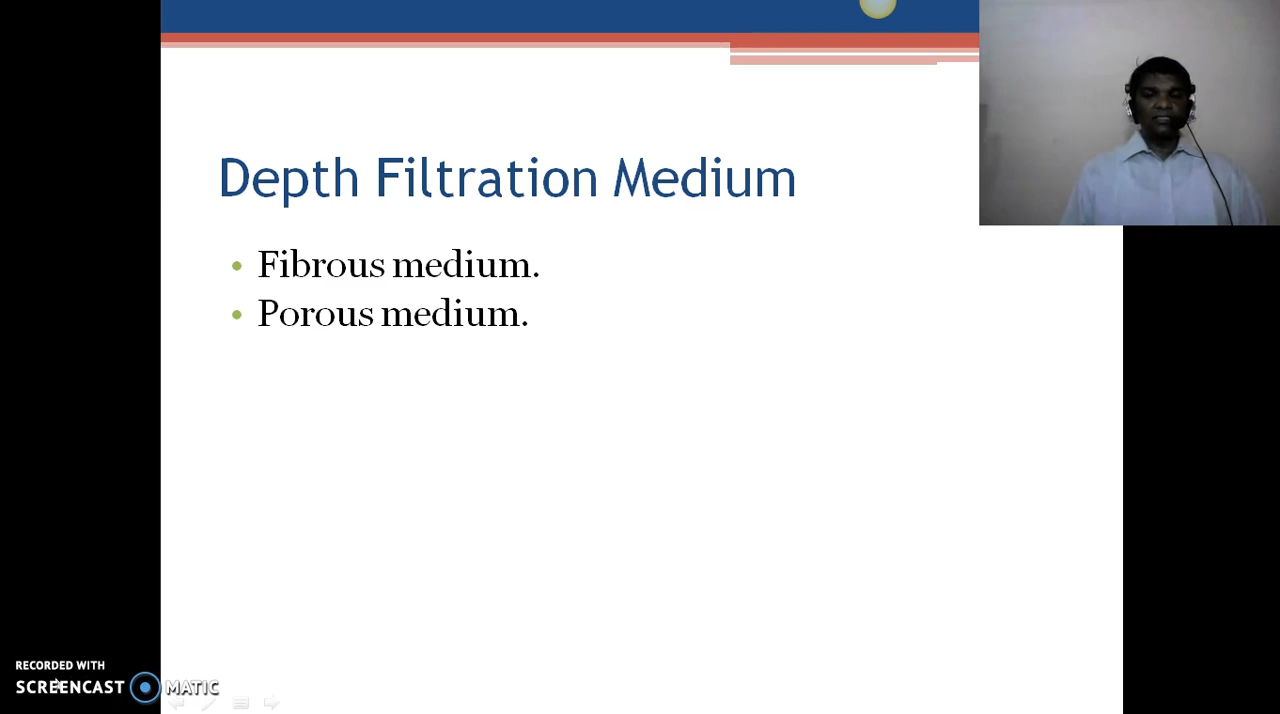 Depth Filtration Medium
• Fibrous medium.
• Porous medium.
RECORDED WITH
SCREENCAST MATIC